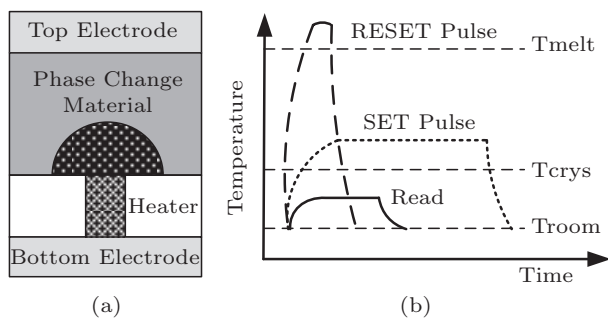 Top Electrode
Phase Change
Material
Heater
Bottom Electrode
(a)
Temperature
RESET Pulse
Tmelt
SET Pulse
Tcrys
Read
Troom
Time
(b)